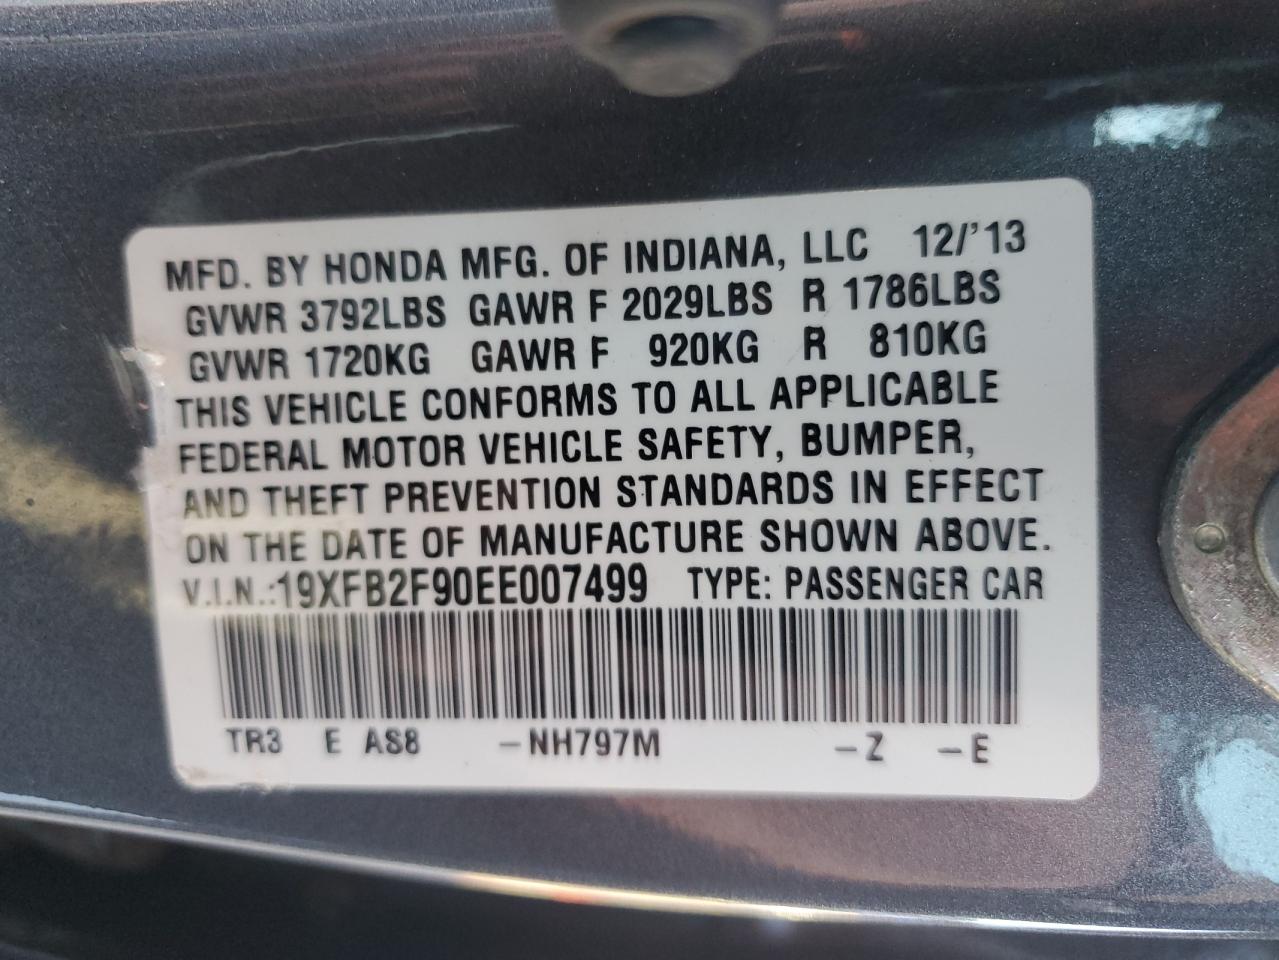 MFD. BY HONDA MFG. OF INDIANA, LLC 12/'13
GVWR 3792LBS GAWR F 2029LBS R 1786LBS
GVWR 1720KG GAWR F 920KG R 810KG
THIS VEHICLE CONFORMS TO ALL APPLICABLE
FEDERAL MOTOR VEHICLE SAFETY, BUMPER,
AND THEFT PREVENTION STANDARDS IN EFFECT
ON THE DATE OF MANUFACTURE SHOWN ABOVE.
V.I.N.:19XFB2F90EE007499 TYPE: PASSENGER CAR
TR3 E AS8 –NH797M –Z –E